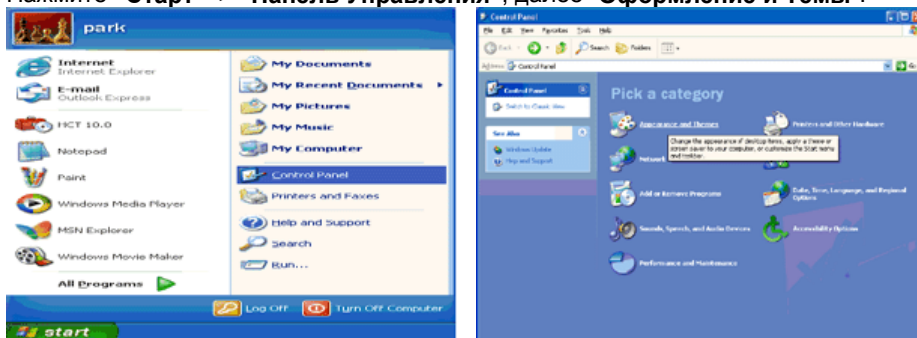 Нажмите "Старт" -> "Панель Управления", далее "Оформление и Темы".
park
Internet
Internet Explorer
E-mail
Outlook Express
HCT 10.0
Notepad
Paint
Windows Media Player
MSN Explorer
Windows Movie Maker
All Programs
My Documents
My Recent Documents
My Pictures
My Music
My Computer
Control Panel
Printers and Faxes
Help and Support
Search
Run...
Log Off
Turn Off Computer
start
Control Panel
File Edit View Favorites Tools Help
Back Search Folders
Address Control Panel Go
Control Panel
Switch to Classic View
See Also
Windows Update
Help and Support
Pick a category
Appearance and Themes
Printers and Other Hardware
Change the appearance of desktop items, apply a theme or
screen saver to your computer, or customize the Start menu
and taskbar.
Network
Add or Remove Programs
Date, Time, Language, and Regional
Options
Sounds, Speech, and Audio Devices
Accessibility Options
Performance and Maintenance